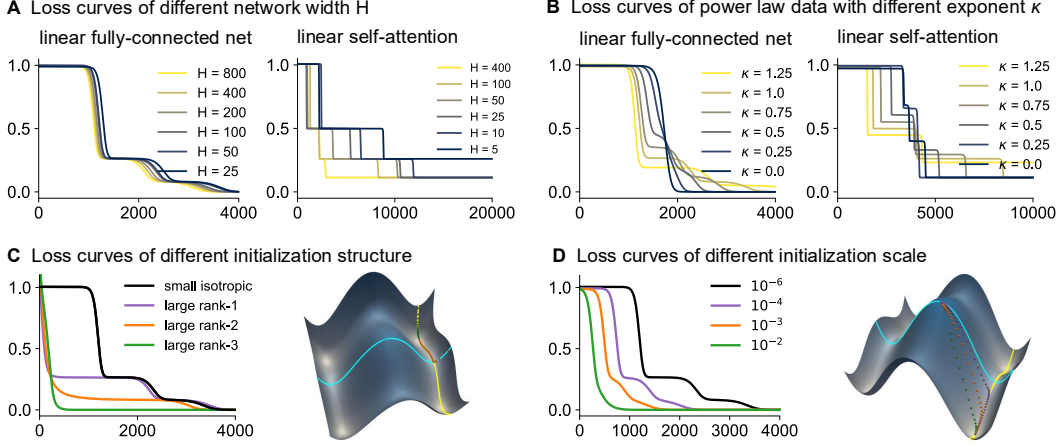 A Loss curves of different network width H
linear fully-connected net
1.0
0.5
0.0
0
2000
4000
H = 800
H = 400
H = 200
H = 100
H = 50
H = 25
linear self-attention
1.0
0.5
0.0
0
10000
20000
H = 400
H = 100
H = 50
H = 25
H = 10
H = 5
B Loss curves of power law data with different exponent κ
linear fully-connected net
1.0
0.5
0.0
0
2000
4000
κ = 1.25
κ = 1.0
κ = 0.75
κ = 0.5
κ = 0.25
κ = 0.0
linear self-attention
1.0
0.5
0.0
0
5000
10000
κ = 1.25
κ = 1.0
κ = 0.75
κ = 0.5
κ = 0.25
κ = 0.0
C Loss curves of different initialization structure
1.0
0.5
0.0
0
2000
4000
small isotropic
large rank-1
large rank-2
large rank-3
D Loss curves of different initialization scale
1.0
0.5
0.0
0
1000
2000
3000
4000
10⁻⁶
10⁻⁴
10⁻³
10⁻²